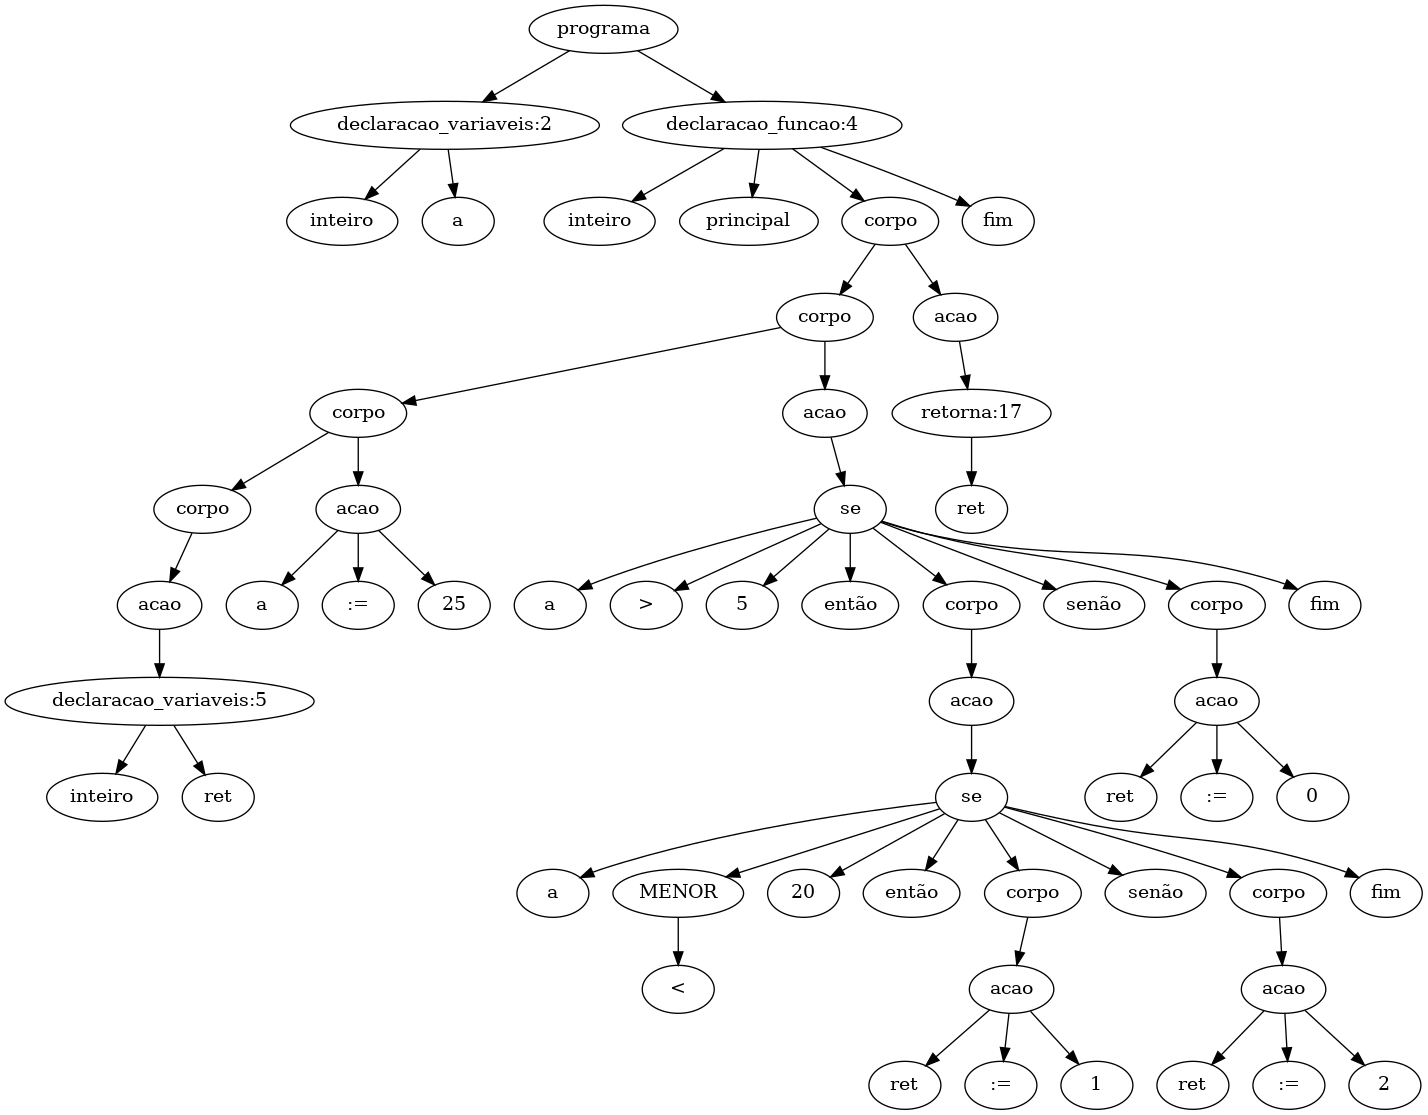 programa
declaracao_variaveis:2
declaracao_funcao:4
inteiro
a
inteiro
principal
corpo
fim
corpo
acao
corpo
acao
retorna:17
corpo
acao
se
ret
acao
a
:=
25
a
>
5
então
corpo
senão
corpo
fim
declaracao_variaveis:5
acao
acao
inteiro
ret
se
ret
:=
0
a
MENOR
20
então
corpo
senão
corpo
fim
<
acao
acao
ret
:=
1
ret
:=
2